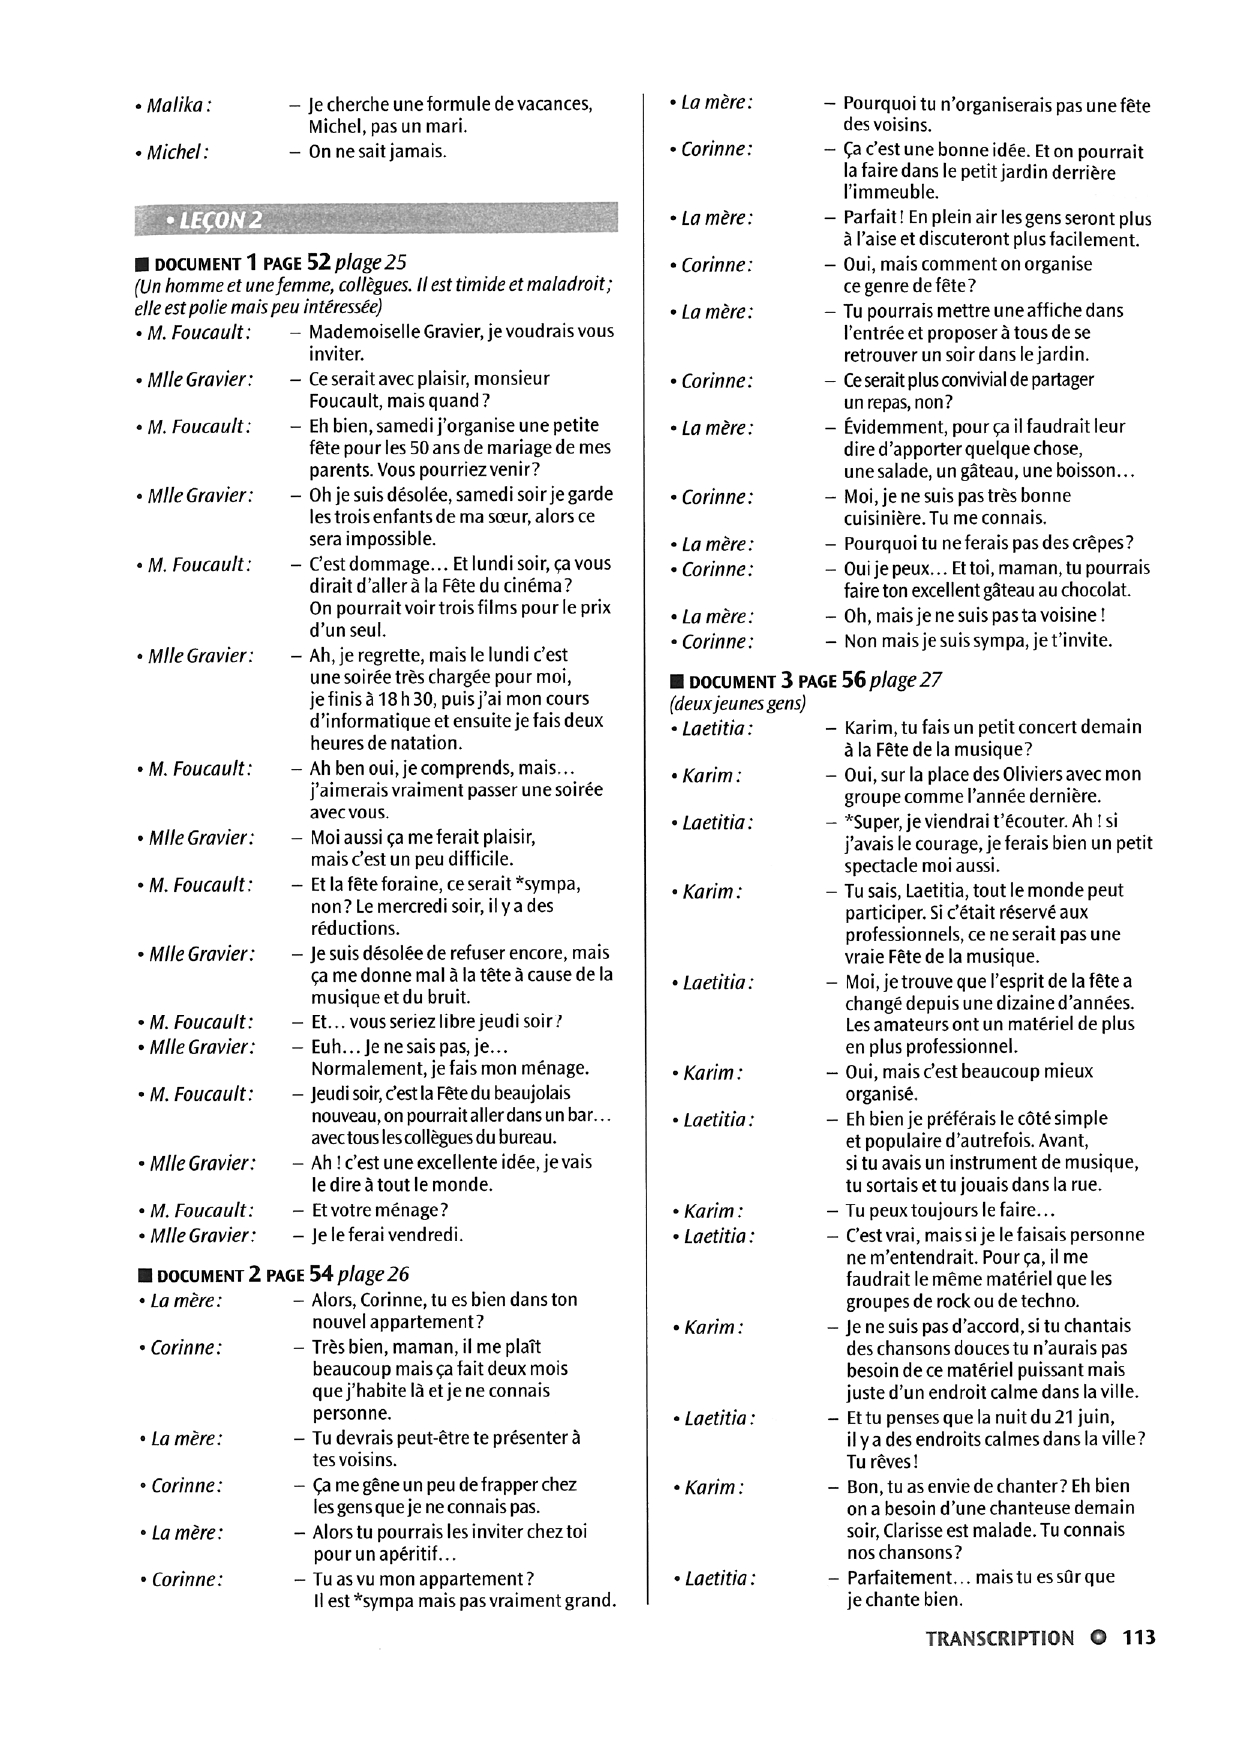 • Malika : – Je cherche une formule de vacances,
Michel, pas un mari.
• Michel : – On ne sait jamais.
• LEÇON 2
■ DOCUMENT 1 PAGE 52 plage 25
(Un homme et une femme, collègues. Il est timide et maladroit ;
elle est polie mais peu intéressée)
• M. Foucault : – Mademoiselle Gravier, je voudrais vous
inviter.
• Mlle Gravier : – Ce serait avec plaisir, monsieur
Foucault, mais quand ?
• M. Foucault : – Eh bien, samedi j'organise une petite
fête pour les 50 ans de mariage de mes
parents. Vous pourriez venir ?
• Mlle Gravier : – Oh je suis désolée, samedi soir je garde
les trois enfants de ma sœur, alors ce
sera impossible.
• M. Foucault : – C'est dommage... Et lundi soir, ça vous
dirait d'aller à la Fête du cinéma ?
On pourrait voir trois films pour le prix
d'un seul.
• Mlle Gravier : – Ah, je regrette, mais le lundi c'est
une soirée très chargée pour moi,
je finis à 18 h 30, puis j'ai mon cours
d'informatique et ensuite je fais deux
heures de natation.
• M. Foucault : – Ah ben oui, je comprends, mais...
j'aimerais vraiment passer une soirée
avec vous.
• Mlle Gravier : – Moi aussi ça me ferait plaisir,
mais c'est un peu difficile.
• M. Foucault : – Et la fête foraine, ce serait *sympa,
non ? Le mercredi soir, il y a des
réductions.
• Mlle Gravier : – Je suis désolée de refuser encore, mais
ça me donne mal à la tête à cause de la
musique et du bruit.
• M. Foucault : – Et... vous seriez libre jeudi soir ?
• Mlle Gravier : – Euh... Je ne sais pas, je...
Normalement, je fais mon ménage.
• M. Foucault : – Jeudi soir, c'est la Fête du beaujolais
nouveau, on pourrait aller dans un bar...
avec tous les collègues du bureau.
• Mlle Gravier : – Ah ! c'est une excellente idée, je vais
le dire à tout le monde.
• M. Foucault : – Et votre ménage ?
• Mlle Gravier : – Je le ferai vendredi.
■ DOCUMENT 2 PAGE 54 plage 26
• La mère : – Alors, Corinne, tu es bien dans ton
nouvel appartement ?
• Corinne : – Très bien, maman, il me plaît
beaucoup mais ça fait deux mois
que j'habite là et je ne connais
personne.
• La mère : – Tu devrais peut-être te présenter à
tes voisins.
• Corinne : – Ça me gêne un peu de frapper chez
les gens que je ne connais pas.
• La mère : – Alors tu pourrais les inviter chez toi
pour un apéritif...
• Corinne : – Tu as vu mon appartement ?
Il est *sympa mais pas vraiment grand.
• La mère : – Pourquoi tu n'organiserais pas une fête
des voisins.
• Corinne : – Ça c'est une bonne idée. Et on pourrait
la faire dans le petit jardin derrière
l'immeuble.
• La mère : – Parfait ! En plein air les gens seront plus
à l'aise et discuteront plus facilement.
• Corinne : – Oui, mais comment on organise
ce genre de fête ?
• La mère : – Tu pourrais mettre une affiche dans
l'entrée et proposer à tous de se
retrouver un soir dans le jardin.
• Corinne : – Ce serait plus convivial de partager
un repas, non ?
• La mère : – Évidemment, pour ça il faudrait leur
dire d'apporter quelque chose,
une salade, un gâteau, une boisson...
• Corinne : – Moi, je ne suis pas très bonne
cuisinière. Tu me connais.
• La mère : – Pourquoi tu ne ferais pas des crêpes ?
• Corinne : – Oui je peux... Et toi, maman, tu pourrais
faire ton excellent gâteau au chocolat.
• La mère : – Oh, mais je ne suis pas ta voisine !
• Corinne : – Non mais je suis sympa, je t'invite.
■ DOCUMENT 3 PAGE 56 plage 27
(deux jeunes gens)
• Laetitia : – Karim, tu fais un petit concert demain
à la Fête de la musique ?
• Karim : – Oui, sur la place des Oliviers avec mon
groupe comme l'année dernière.
• Laetitia : – *Super, je viendrai t'écouter. Ah ! si
j'avais le courage, je ferais bien un petit
spectacle moi aussi.
• Karim : – Tu sais, Laetitia, tout le monde peut
participer. Si c'était réservé aux
professionnels, ce ne serait pas une
vraie Fête de la musique.
• Laetitia : – Moi, je trouve que l'esprit de la fête a
changé depuis une dizaine d'années.
Les amateurs ont un matériel de plus
en plus professionnel.
• Karim : – Oui, mais c'est beaucoup mieux
organisé.
• Laetitia : – Eh bien je préférais le côté simple
et populaire d'autrefois. Avant,
si tu avais un instrument de musique,
tu sortais et tu jouais dans la rue.
• Karim : – Tu peux toujours le faire...
• Laetitia : – C'est vrai, mais si je le faisais personne
ne m'entendrait. Pour ça, il me
faudrait le même matériel que les
groupes de rock ou de techno.
• Karim : – Je ne suis pas d'accord, si tu chantais
des chansons douces tu n'aurais pas
besoin de ce matériel puissant mais
juste d'un endroit calme dans la ville.
• Laetitia : – Et tu penses que la nuit du 21 juin,
il y a des endroits calmes dans la ville ?
Tu rêves !
• Karim : – Bon, tu as envie de chanter ? Eh bien
on a besoin d'une chanteuse demain
soir, Clarisse est malade. Tu connais
nos chansons ?
• Laetitia : – Parfaitement... mais tu es sûr que
je chante bien.
TRANSCRIPTION 113